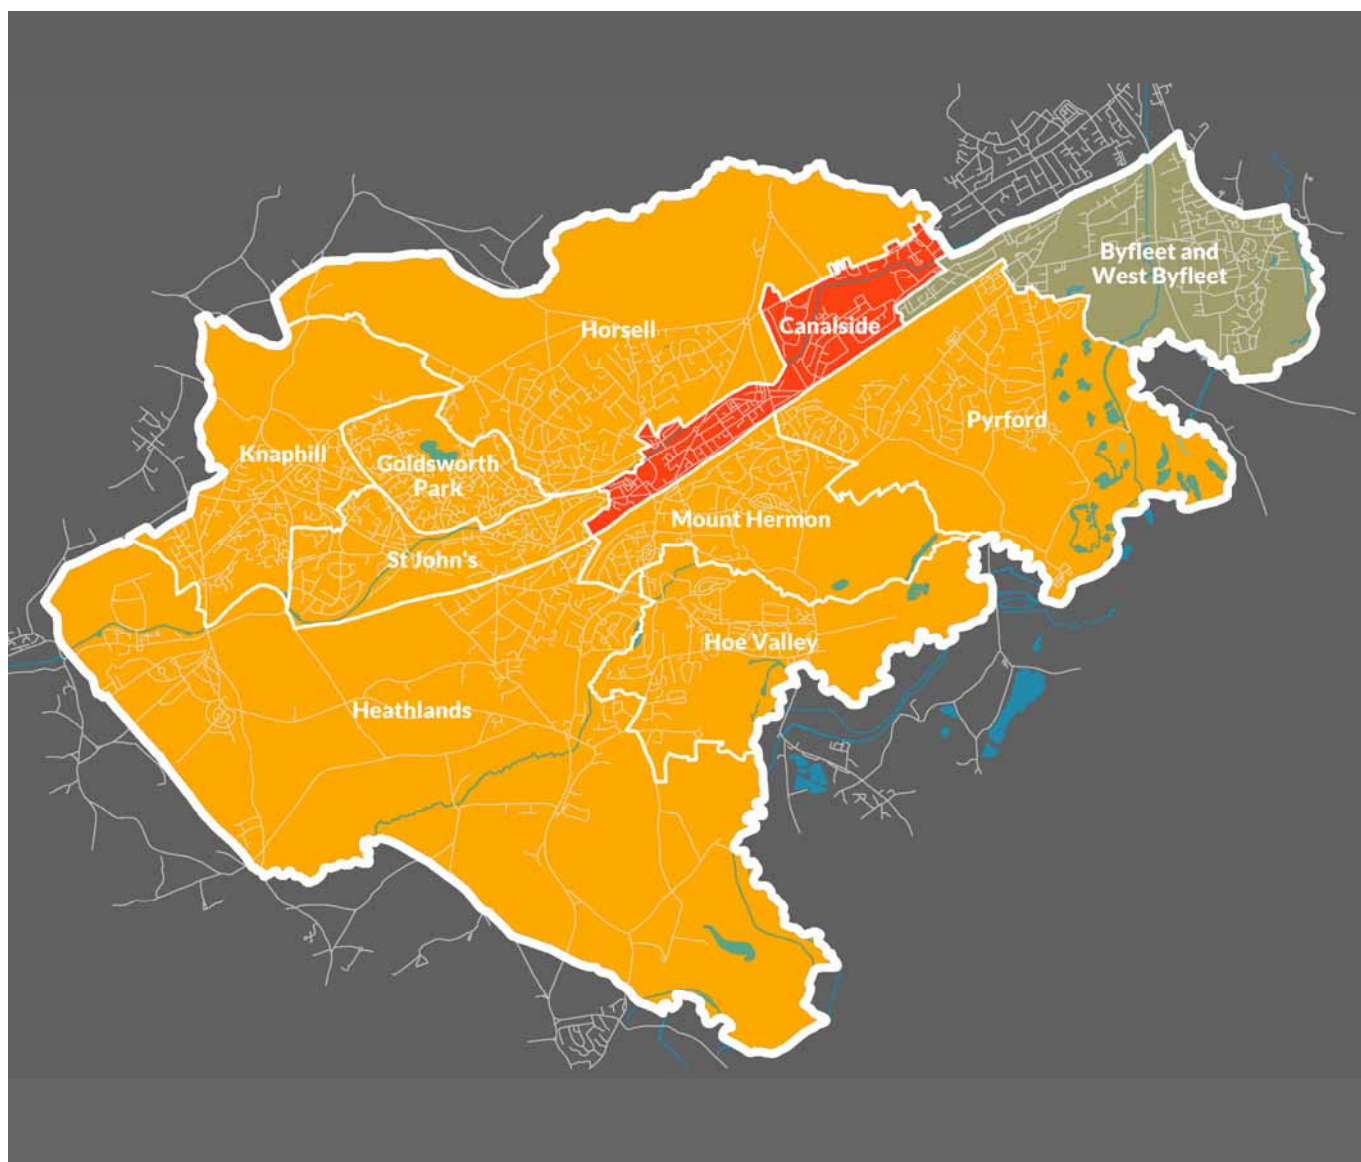 Byfleet and
West Byfleet
Horsell
Canalside
Pyrford
Knaphill
Goldsworth
Park
Mount Hermon
St John's
Hoe Valley
Heathlands